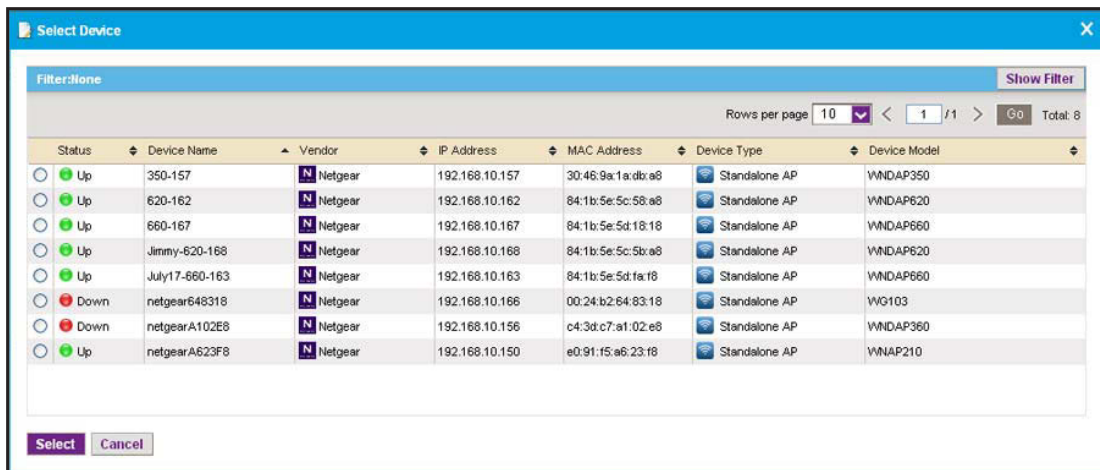 Select Device X
Filter:None Show Filter
Rows per page 10 < 1 /1 > Go Total: 8
Status Device Name Vendor IP Address MAC Address Device Type Device Model
Up 350-157 N Netgear 192.168.10.157 30:46:9a:1a:db:a8 Standalone AP WNDAP350
Up 620-162 N Netgear 192.168.10.162 84:1b:5e:5c:58:a8 Standalone AP WNDAP620
Up 660-167 N Netgear 192.168.10.167 84:1b:5e:5d:18:18 Standalone AP WNDAP660
Up Jimmy-620-168 N Netgear 192.168.10.168 84:1b:5e:5c:5b:a8 Standalone AP WNDAP620
Up July17-660-163 N Netgear 192.168.10.163 84:1b:5e:5d:fa:f8 Standalone AP WNDAP660
Down netgear648318 N Netgear 192.168.10.166 00:24:b2:64:83:18 Standalone AP WG103
Down netgearA102E8 N Netgear 192.168.10.156 c4:3d:c7:a1:02:e8 Standalone AP WNDAP360
Up netgearA623F8 N Netgear 192.168.10.150 e0:91:f5:a6:23:f8 Standalone AP WNAP210
Select Cancel